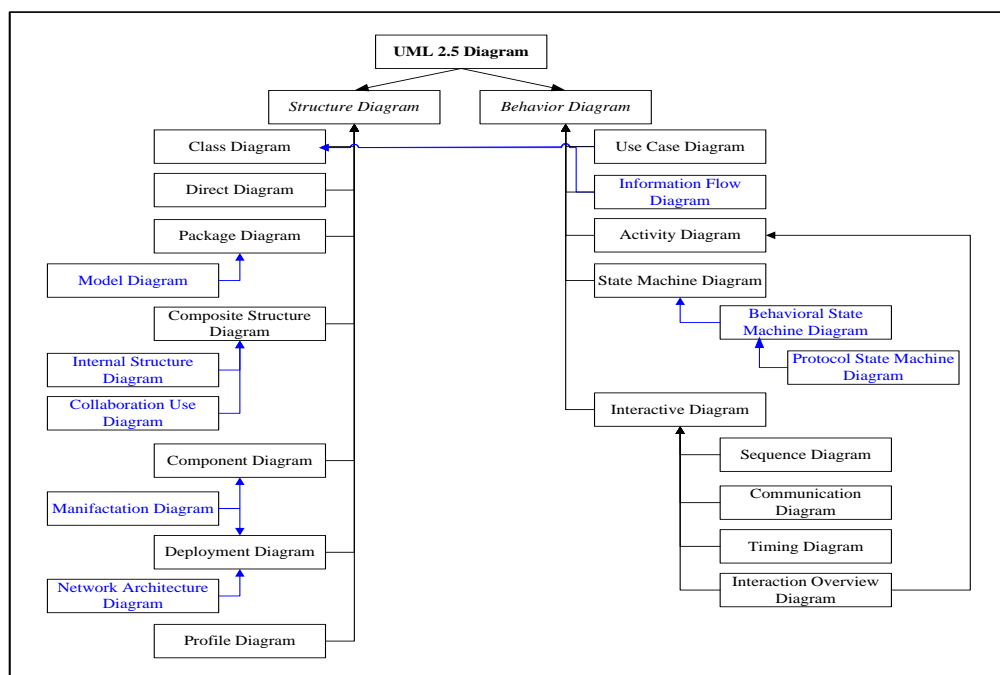 UML 2.5 Diagram
Structure Diagram
Behavior Diagram
Class Diagram
Use Case Diagram
Direct Diagram
Information Flow
Diagram
Package Diagram
Activity Diagram
Model Diagram
State Machine Diagram
Composite Structure
Diagram
Behavioral State
Machine Diagram
Internal Structure
Diagram
Protocol State Machine
Diagram
Collaboration Use
Diagram
Interactive Diagram
Component Diagram
Sequence Diagram
Manifactation Diagram
Communication
Diagram
Deployment Diagram
Timing Diagram
Network Architecture
Diagram
Interaction Overview
Diagram
Profile Diagram